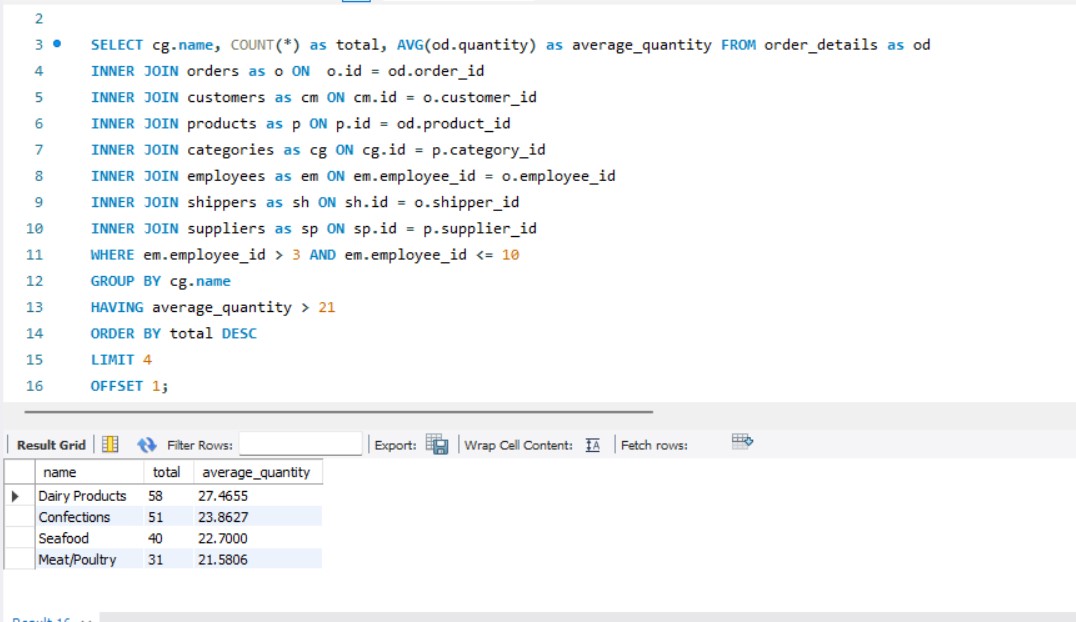 2
3 SELECT cg.name, COUNT(*) as total, AVG(od.quantity) as average_quantity FROM order_details as od
4 INNER JOIN orders as o ON  o.id = od.order_id
5 INNER JOIN customers as cm ON cm.id = o.customer_id
6 INNER JOIN products as p ON p.id = od.product_id
7 INNER JOIN categories as cg ON cg.id = p.category_id
8 INNER JOIN employees as em ON em.employee_id = o.employee_id
9 INNER JOIN shippers as sh ON sh.id = o.shipper_id
10 INNER JOIN suppliers as sp ON sp.id = p.supplier_id
11 WHERE em.employee_id > 3 AND em.employee_id <= 10
12 GROUP BY cg.name
13 HAVING average_quantity > 21
14 ORDER BY total DESC
15 LIMIT 4
16 OFFSET 1;
Result Grid Filter Rows: Export: Wrap Cell Content: IA Fetch rows:
name total average_quantity
Dairy Products 58 27.4655
Confections 51 23.8627
Seafood 40 22.7000
Meat/Poultry 31 21.5806